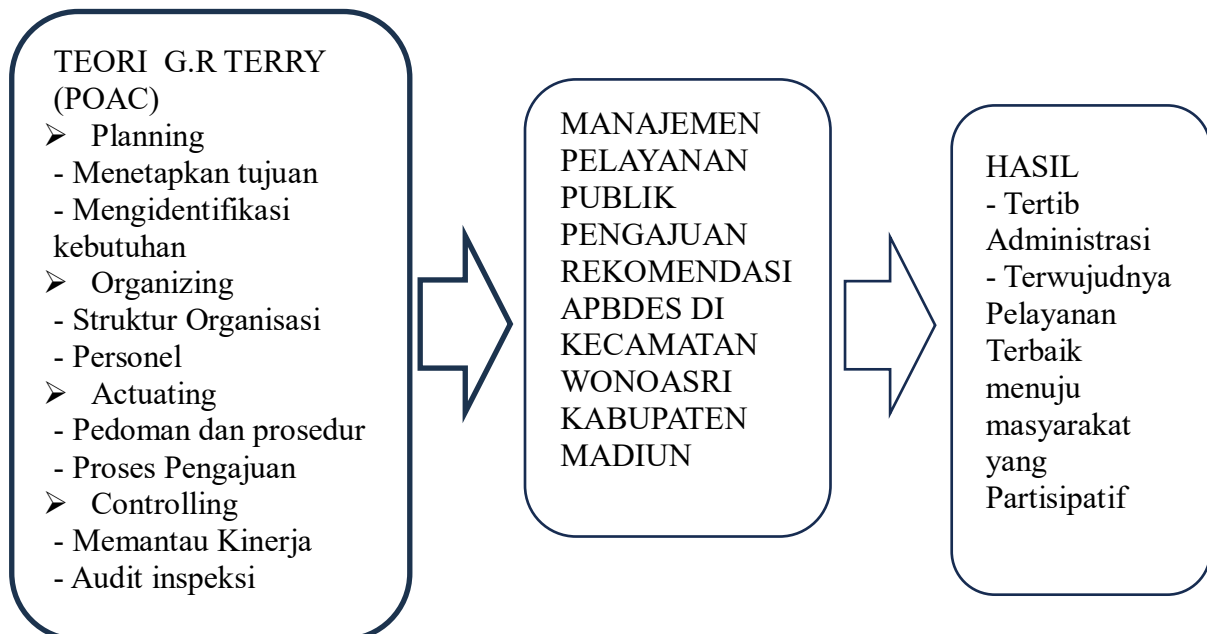 TEORI G.R TERRY
(POAC)
➢ Planning
- Menetapkan tujuan
- Mengidentifikasi
kebutuhan
➢ Organizing
- Struktur Organisasi
- Personel
➢ Actuating
- Pedoman dan prosedur
- Proses Pengajuan
➢ Controlling
- Memantau Kinerja
- Audit inspeksi
MANAJEMEN
PELAYANAN
PUBLIK
PENGAJUAN
REKOMENDASI
APBDES DI
KECAMATAN
WONOASRI
KABUPATEN
MADIUN
HASIL
- Tertib
Administrasi
- Terwujudnya
Pelayanan
Terbaik
menuju
masyarakat
yang
Partisipatif